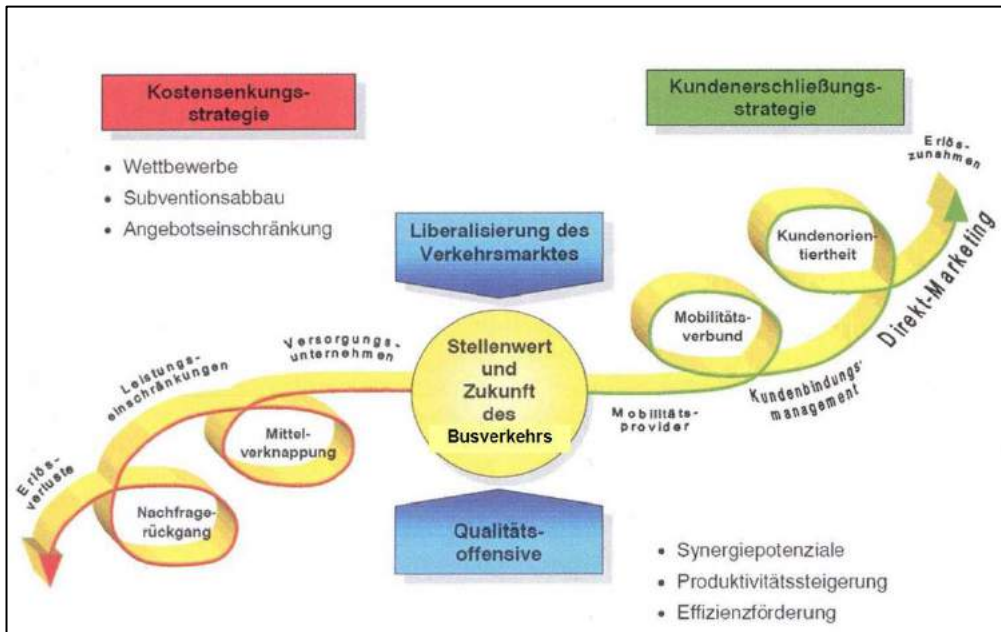 Kostensenkungs-
strategie
• Wettbewerbe
• Subventionsabbau
• Angebotseinschränkung
Kundenerschließungs-
strategie
Liberalisierung des
Verkehrsmarktes
Stellenwert
und
Zukunft
des
Busverkehrs
Qualitäts-
offensive
Versorgungs-
unternehmen
Mittel-
verknappung
Leistungs-
einschränkungen
Nachfrage-
rückgang
Erlös-
verluste
Mobilitäts-
provider
Mobilitäts-
verbund
Kundenbindungs-
management
Kundenorien-
tiertheit
Direkt-Marketing
Erlös-
zunahmen
• Synergiepotenziale
• Produktivitätssteigerung
• Effizienzförderung